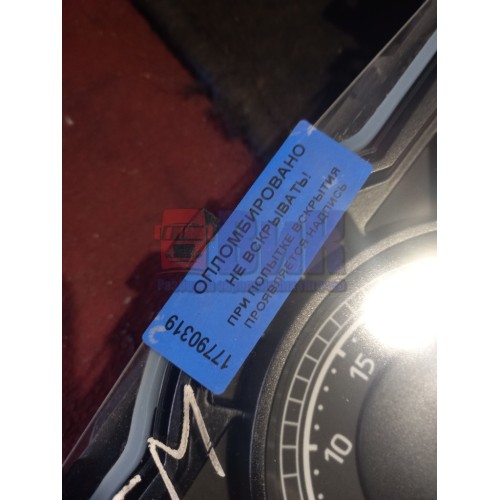 ОПЛОМБИРОВАНО
НЕ ВСКРЫВАТЬ!
ПРИ ПОПЫТКЕ ВСКРЫТИЯ
ПРОЯВЛЯЕТСЯ НАДПИСЬ
17790319
15
10